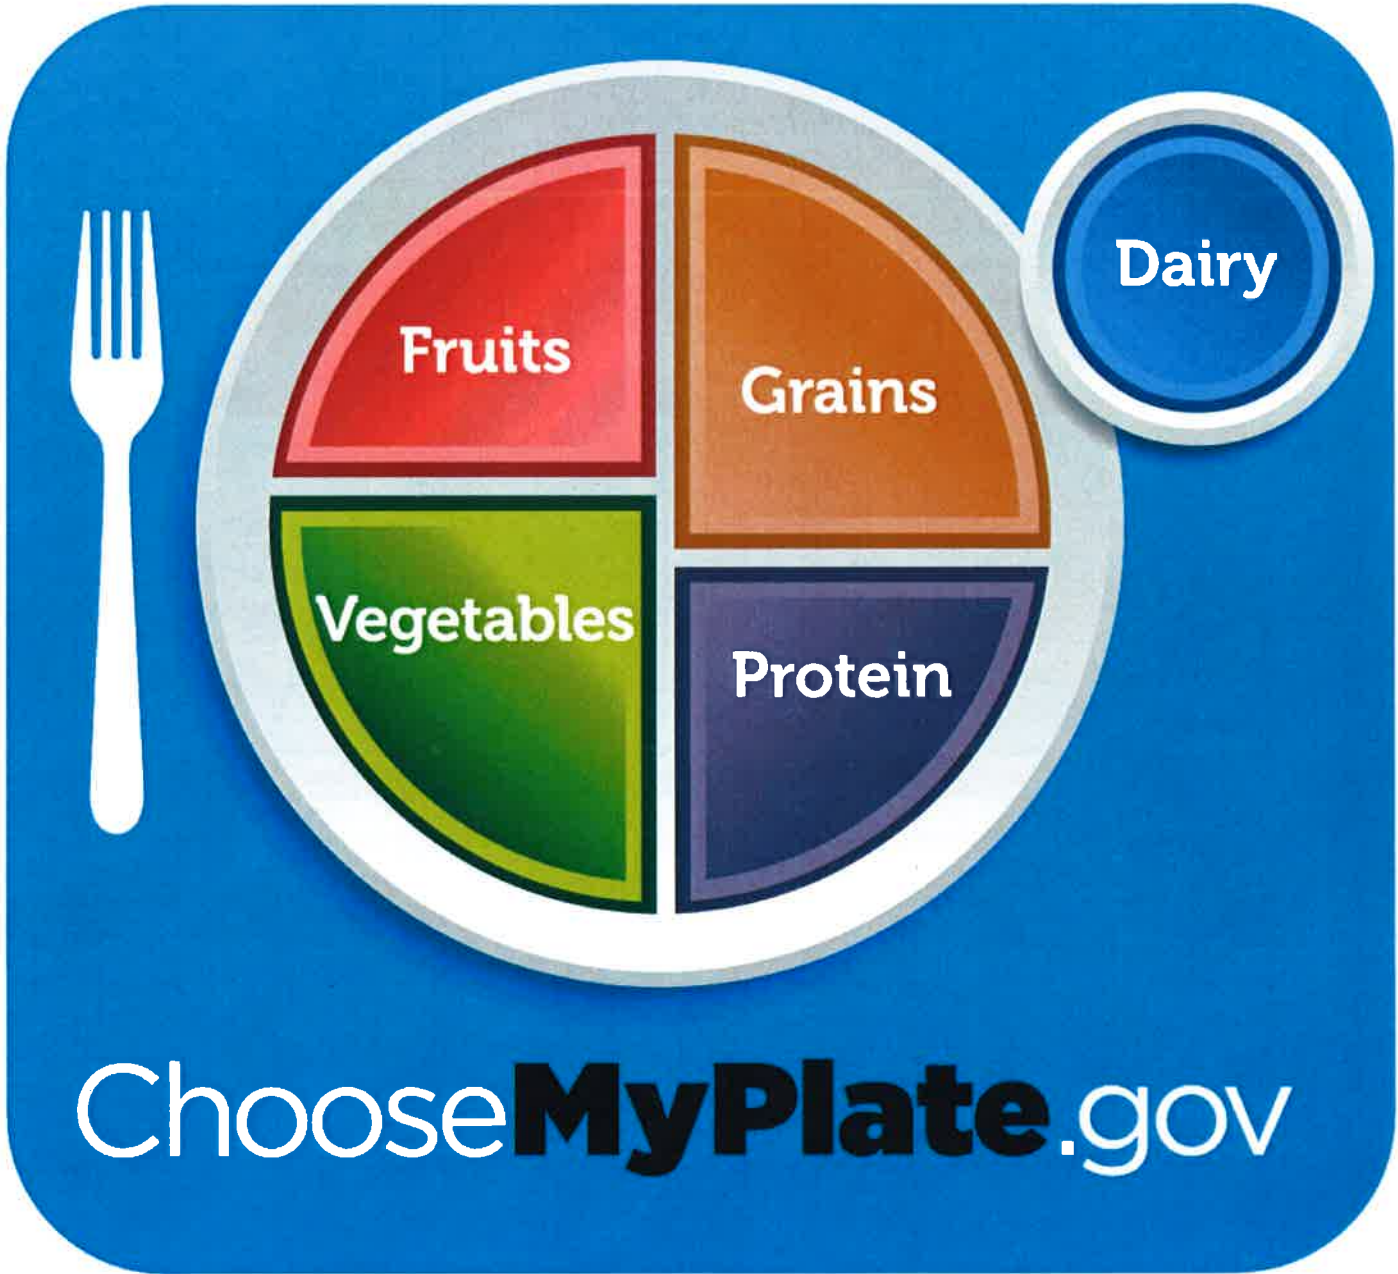 Fruits
Grains
Dairy
Vegetables
Protein
ChooseMyPlate.gov